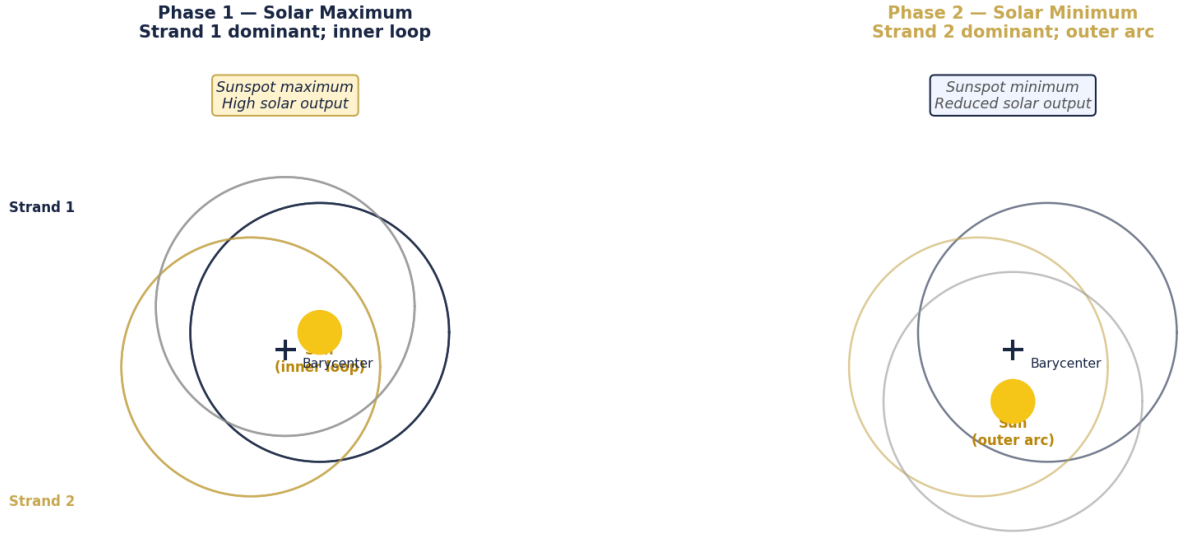 Phase 1 — Solar Maximum
Strand 1 dominant; inner loop
Sunspot maximum
High solar output
Strand 1
Sun
(inner loop)
Barycenter
Strand 2
Phase 2 — Solar Minimum
Strand 2 dominant; outer arc
Sunspot minimum
Reduced solar output
Barycenter
Sun
(outer arc)